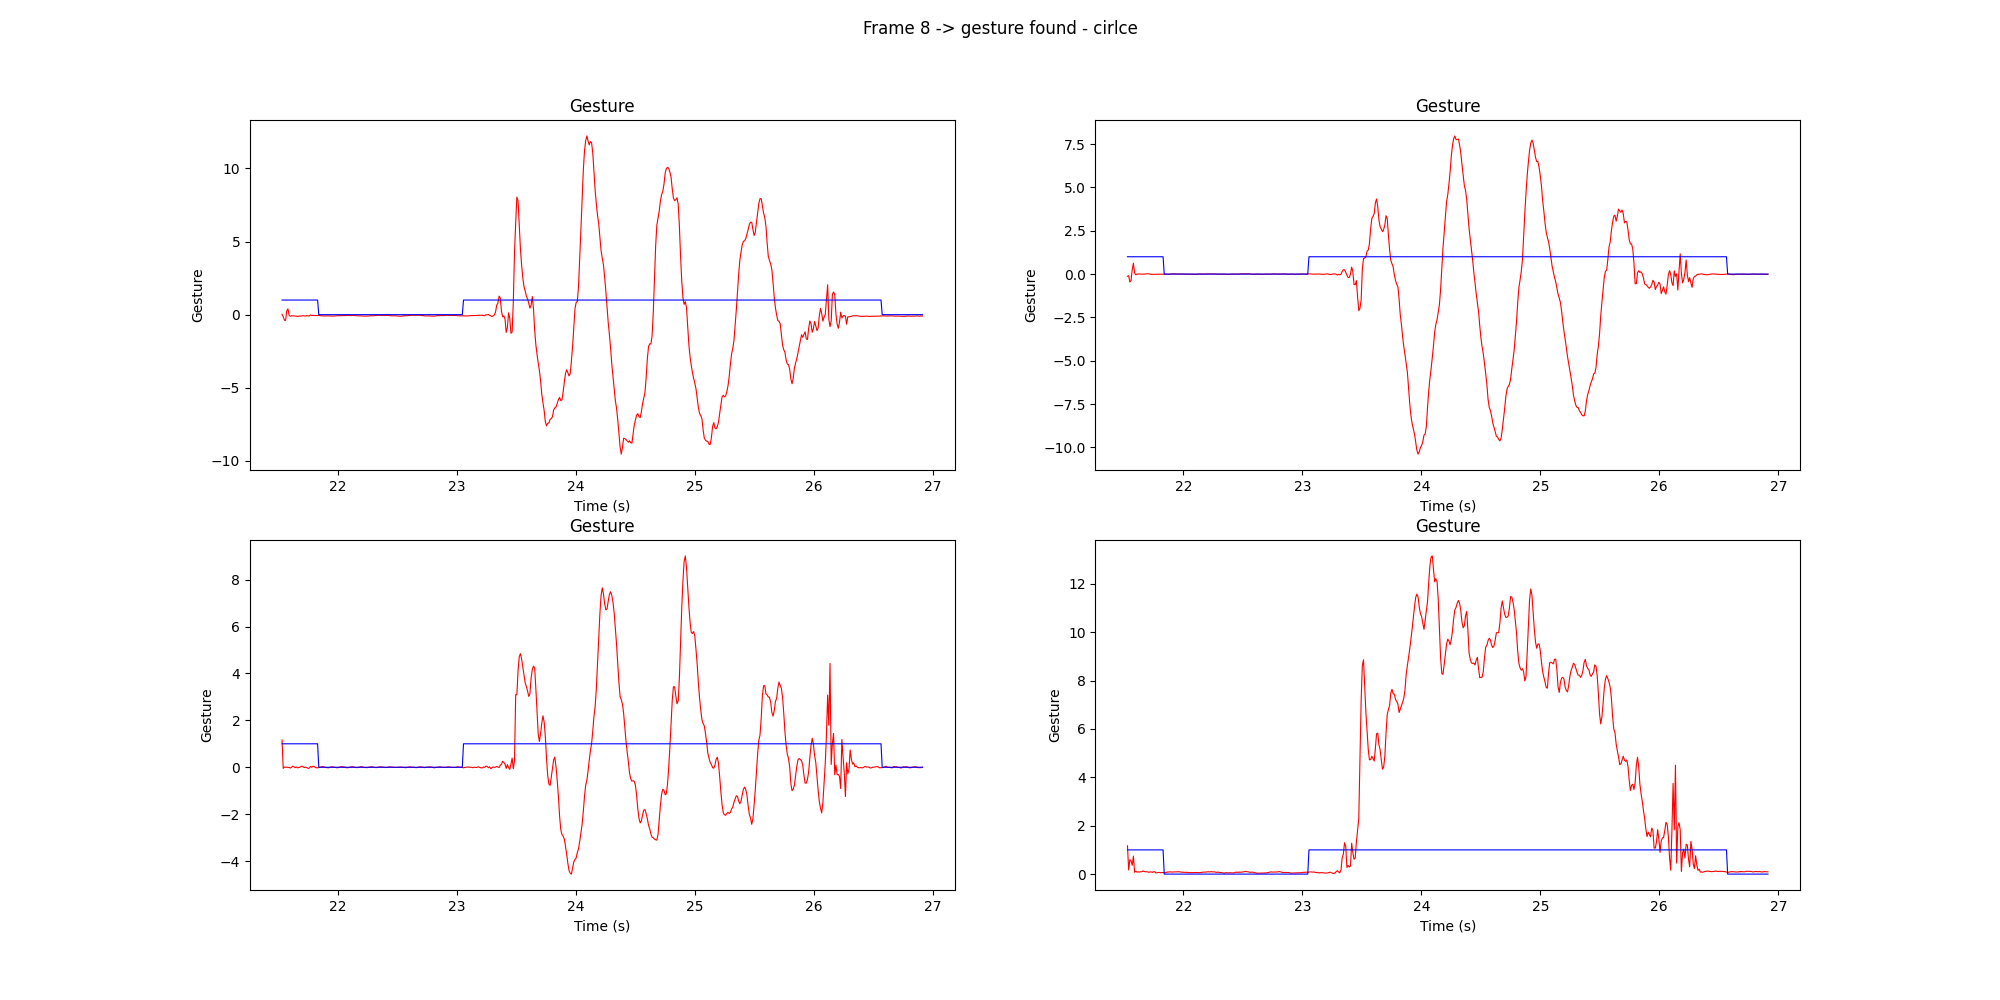 Frame 8 -> gesture found - cirlce
Gesture
Gesture
10
5
0
−5
−10
22 23 24 25 26 27
Time (s)
Gesture
Gesture
7.5
5.0
2.5
0.0
−2.5
−5.0
−7.5
−10.0
22 23 24 25 26 27
Time (s)
Gesture
Gesture
8
6
4
2
0
−2
−4
22 23 24 25 26 27
Time (s)
Gesture
Gesture
12
10
8
6
4
2
0
22 23 24 25 26 27
Time (s)